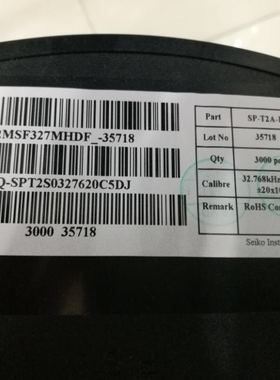 MSF327MHDF_-35718
Q-SPT2S0327620C5DJ
3000 35718
Part SP-T2A-
Lot No 35718
Qty 3000 p
Calibre 32.768kHz
±20x1
Remark RoHS Co
Seiko Inst